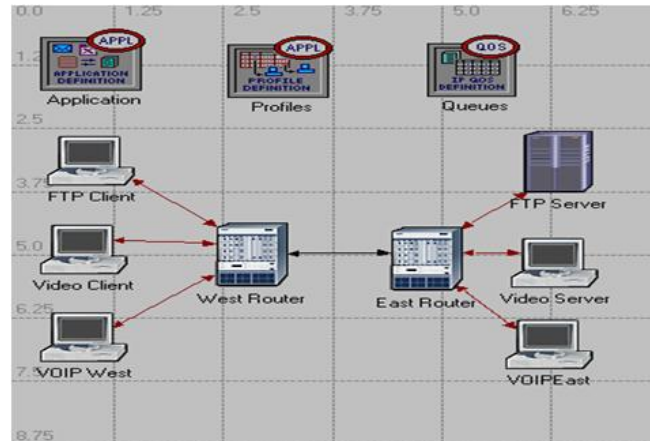 0.0 1.25 2.5 3.75 5.0 6.25
APPL
APPL
QOS
1.2
APPLICATION
DEFINITION
PROFILE
DEFINITION
IP QOS
DEFINITION
Application
Profiles
Queues
2.5
3.75
FTP Client
FTP Server
5.0
Video Client
West Router
East Router
Video Server
6.25
VOIP West
VOIPEast
7.5
8.75